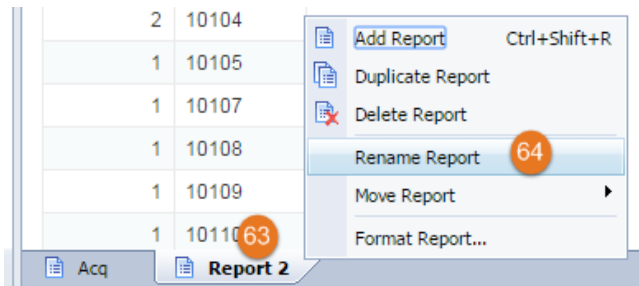 2 10104
1 10105
1 10107
1 10108
1 10109
1 10110
63
Add Report Ctrl+Shift+R
Duplicate Report
Delete Report
Rename Report 64
Move Report
Format Report...
Acq Report 2